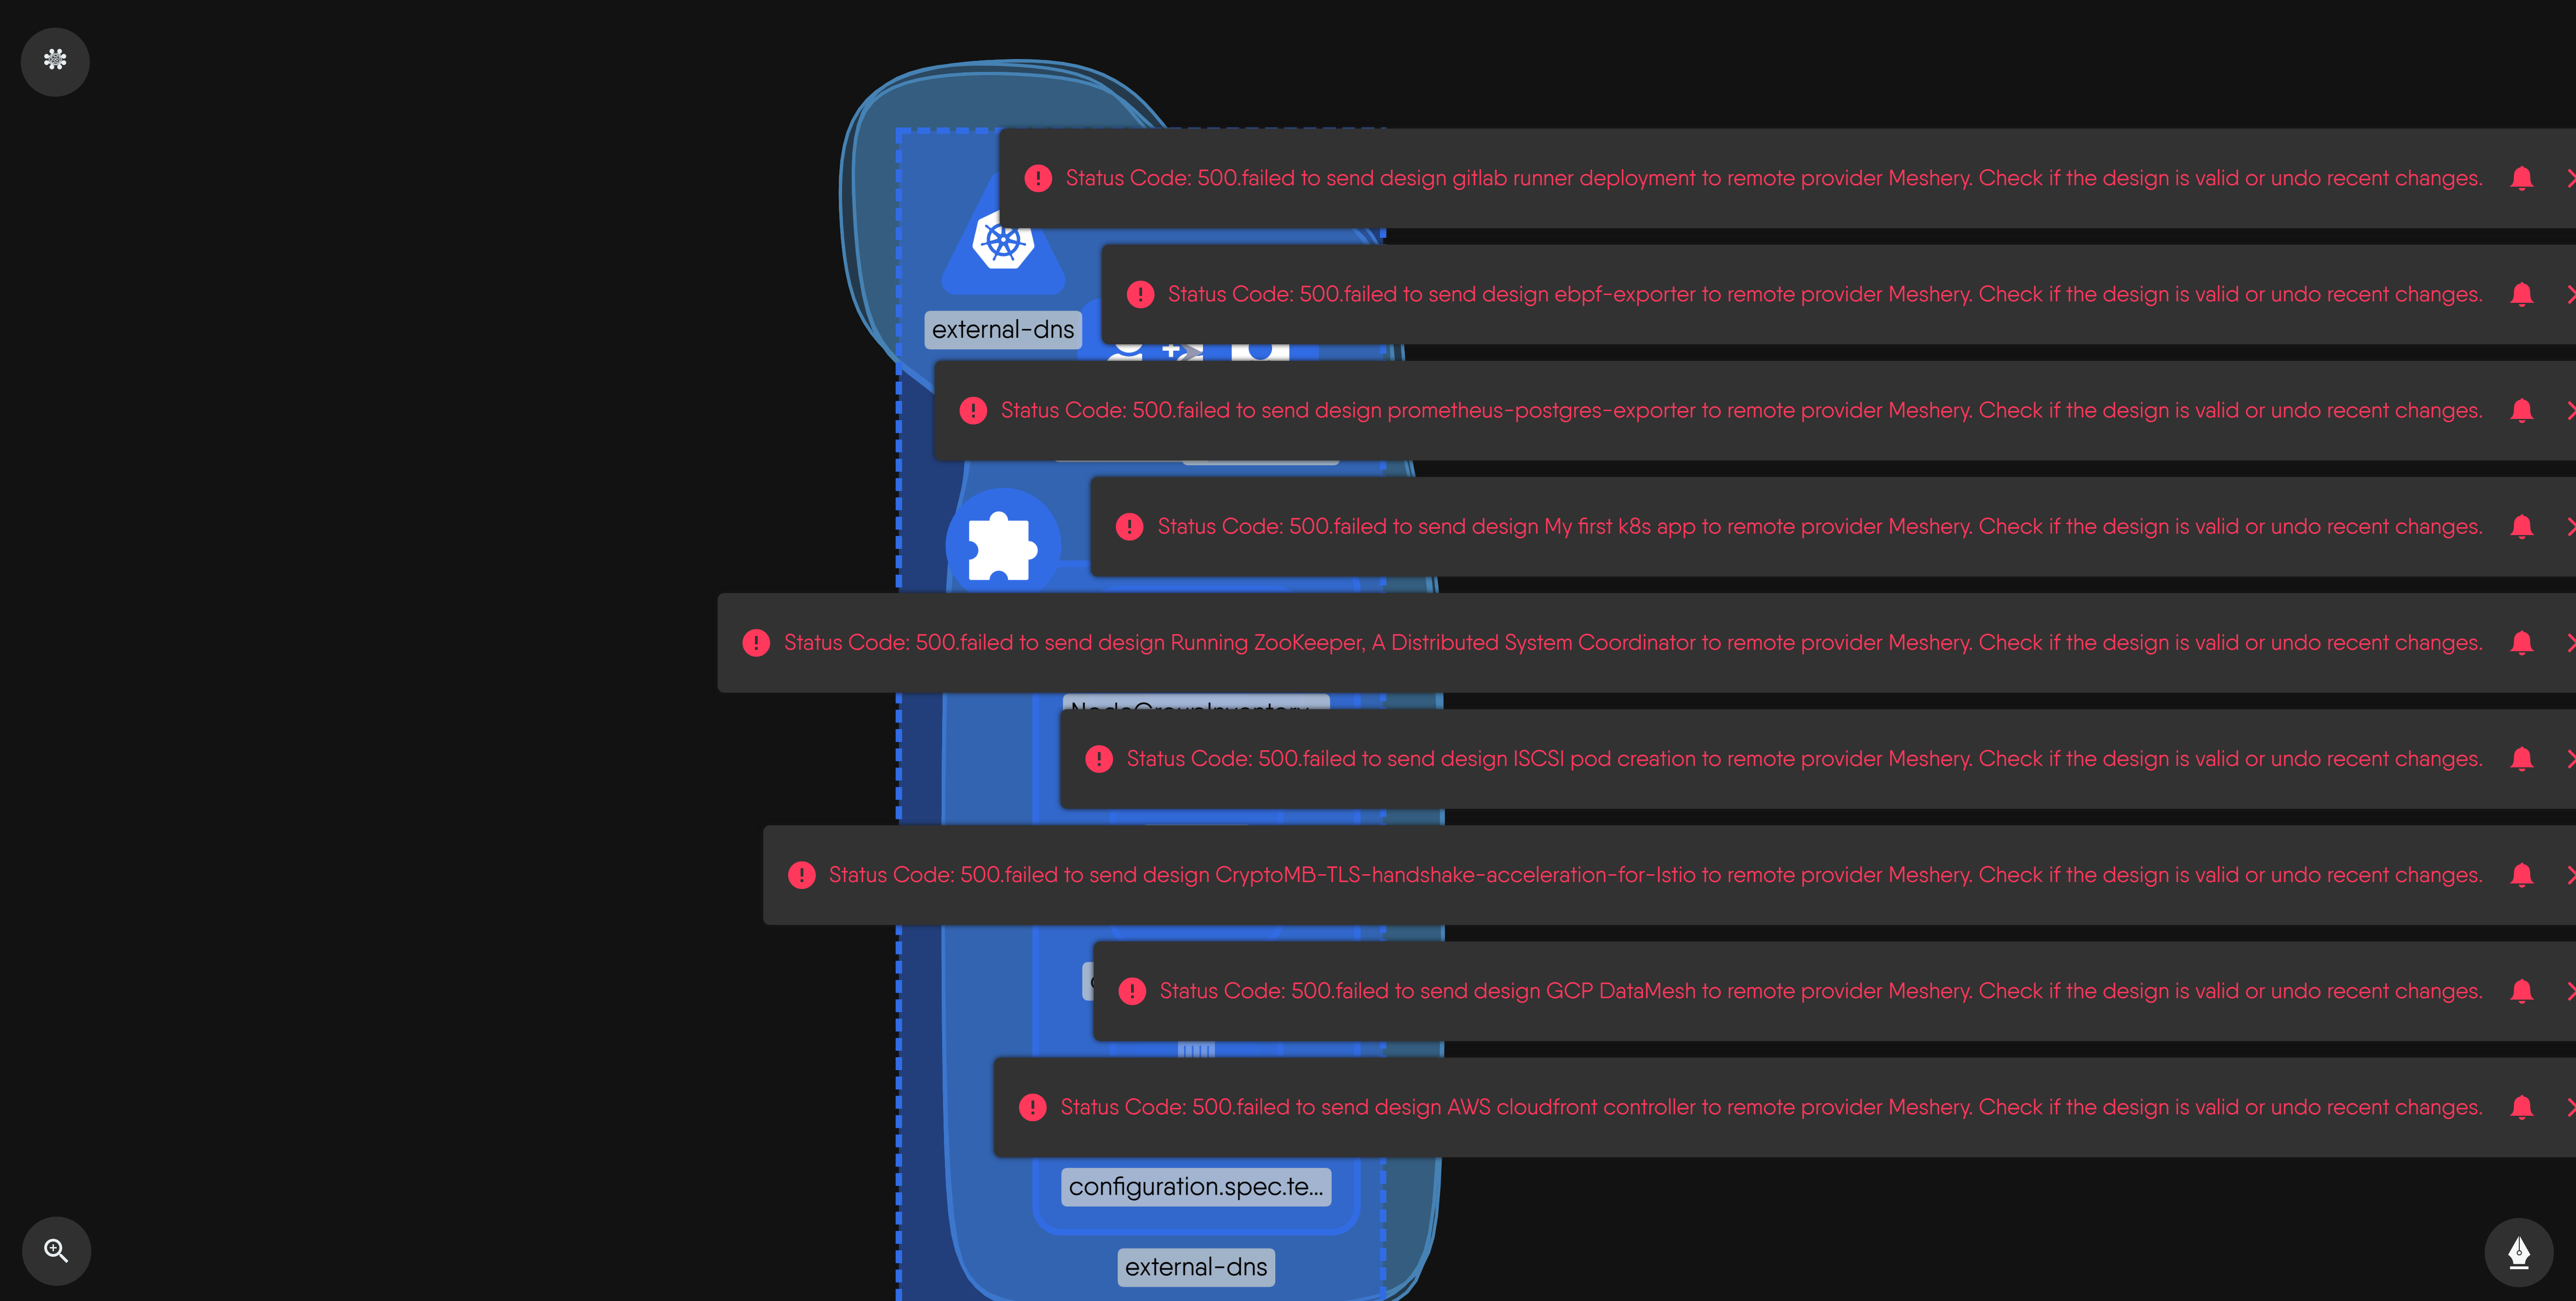 Status Code: 500.failed to send design gitlab runner deployment to remote provider Meshery. Check if the design is valid or undo recent changes.
Status Code: 500.failed to send design ebpf-exporter to remote provider Meshery. Check if the design is valid or undo recent changes.
external-dns
Status Code: 500.failed to send design prometheus-postgres-exporter to remote provider Meshery. Check if the design is valid or undo recent changes.
Status Code: 500.failed to send design My first k8s app to remote provider Meshery. Check if the design is valid or undo recent changes.
Status Code: 500.failed to send design Running ZooKeeper, A Distributed System Coordinator to remote provider Meshery. Check if the design is valid or undo recent changes.
Status Code: 500.failed to send design ISCSI pod creation to remote provider Meshery. Check if the design is valid or undo recent changes.
Status Code: 500.failed to send design CryptoMB-TLS-handshake-acceleration-for-Istio to remote provider Meshery. Check if the design is valid or undo recent changes.
Status Code: 500.failed to send design GCP DataMesh to remote provider Meshery. Check if the design is valid or undo recent changes.
Status Code: 500.failed to send design AWS cloudfront controller to remote provider Meshery. Check if the design is valid or undo recent changes.
configuration.spec.te...
external-dns